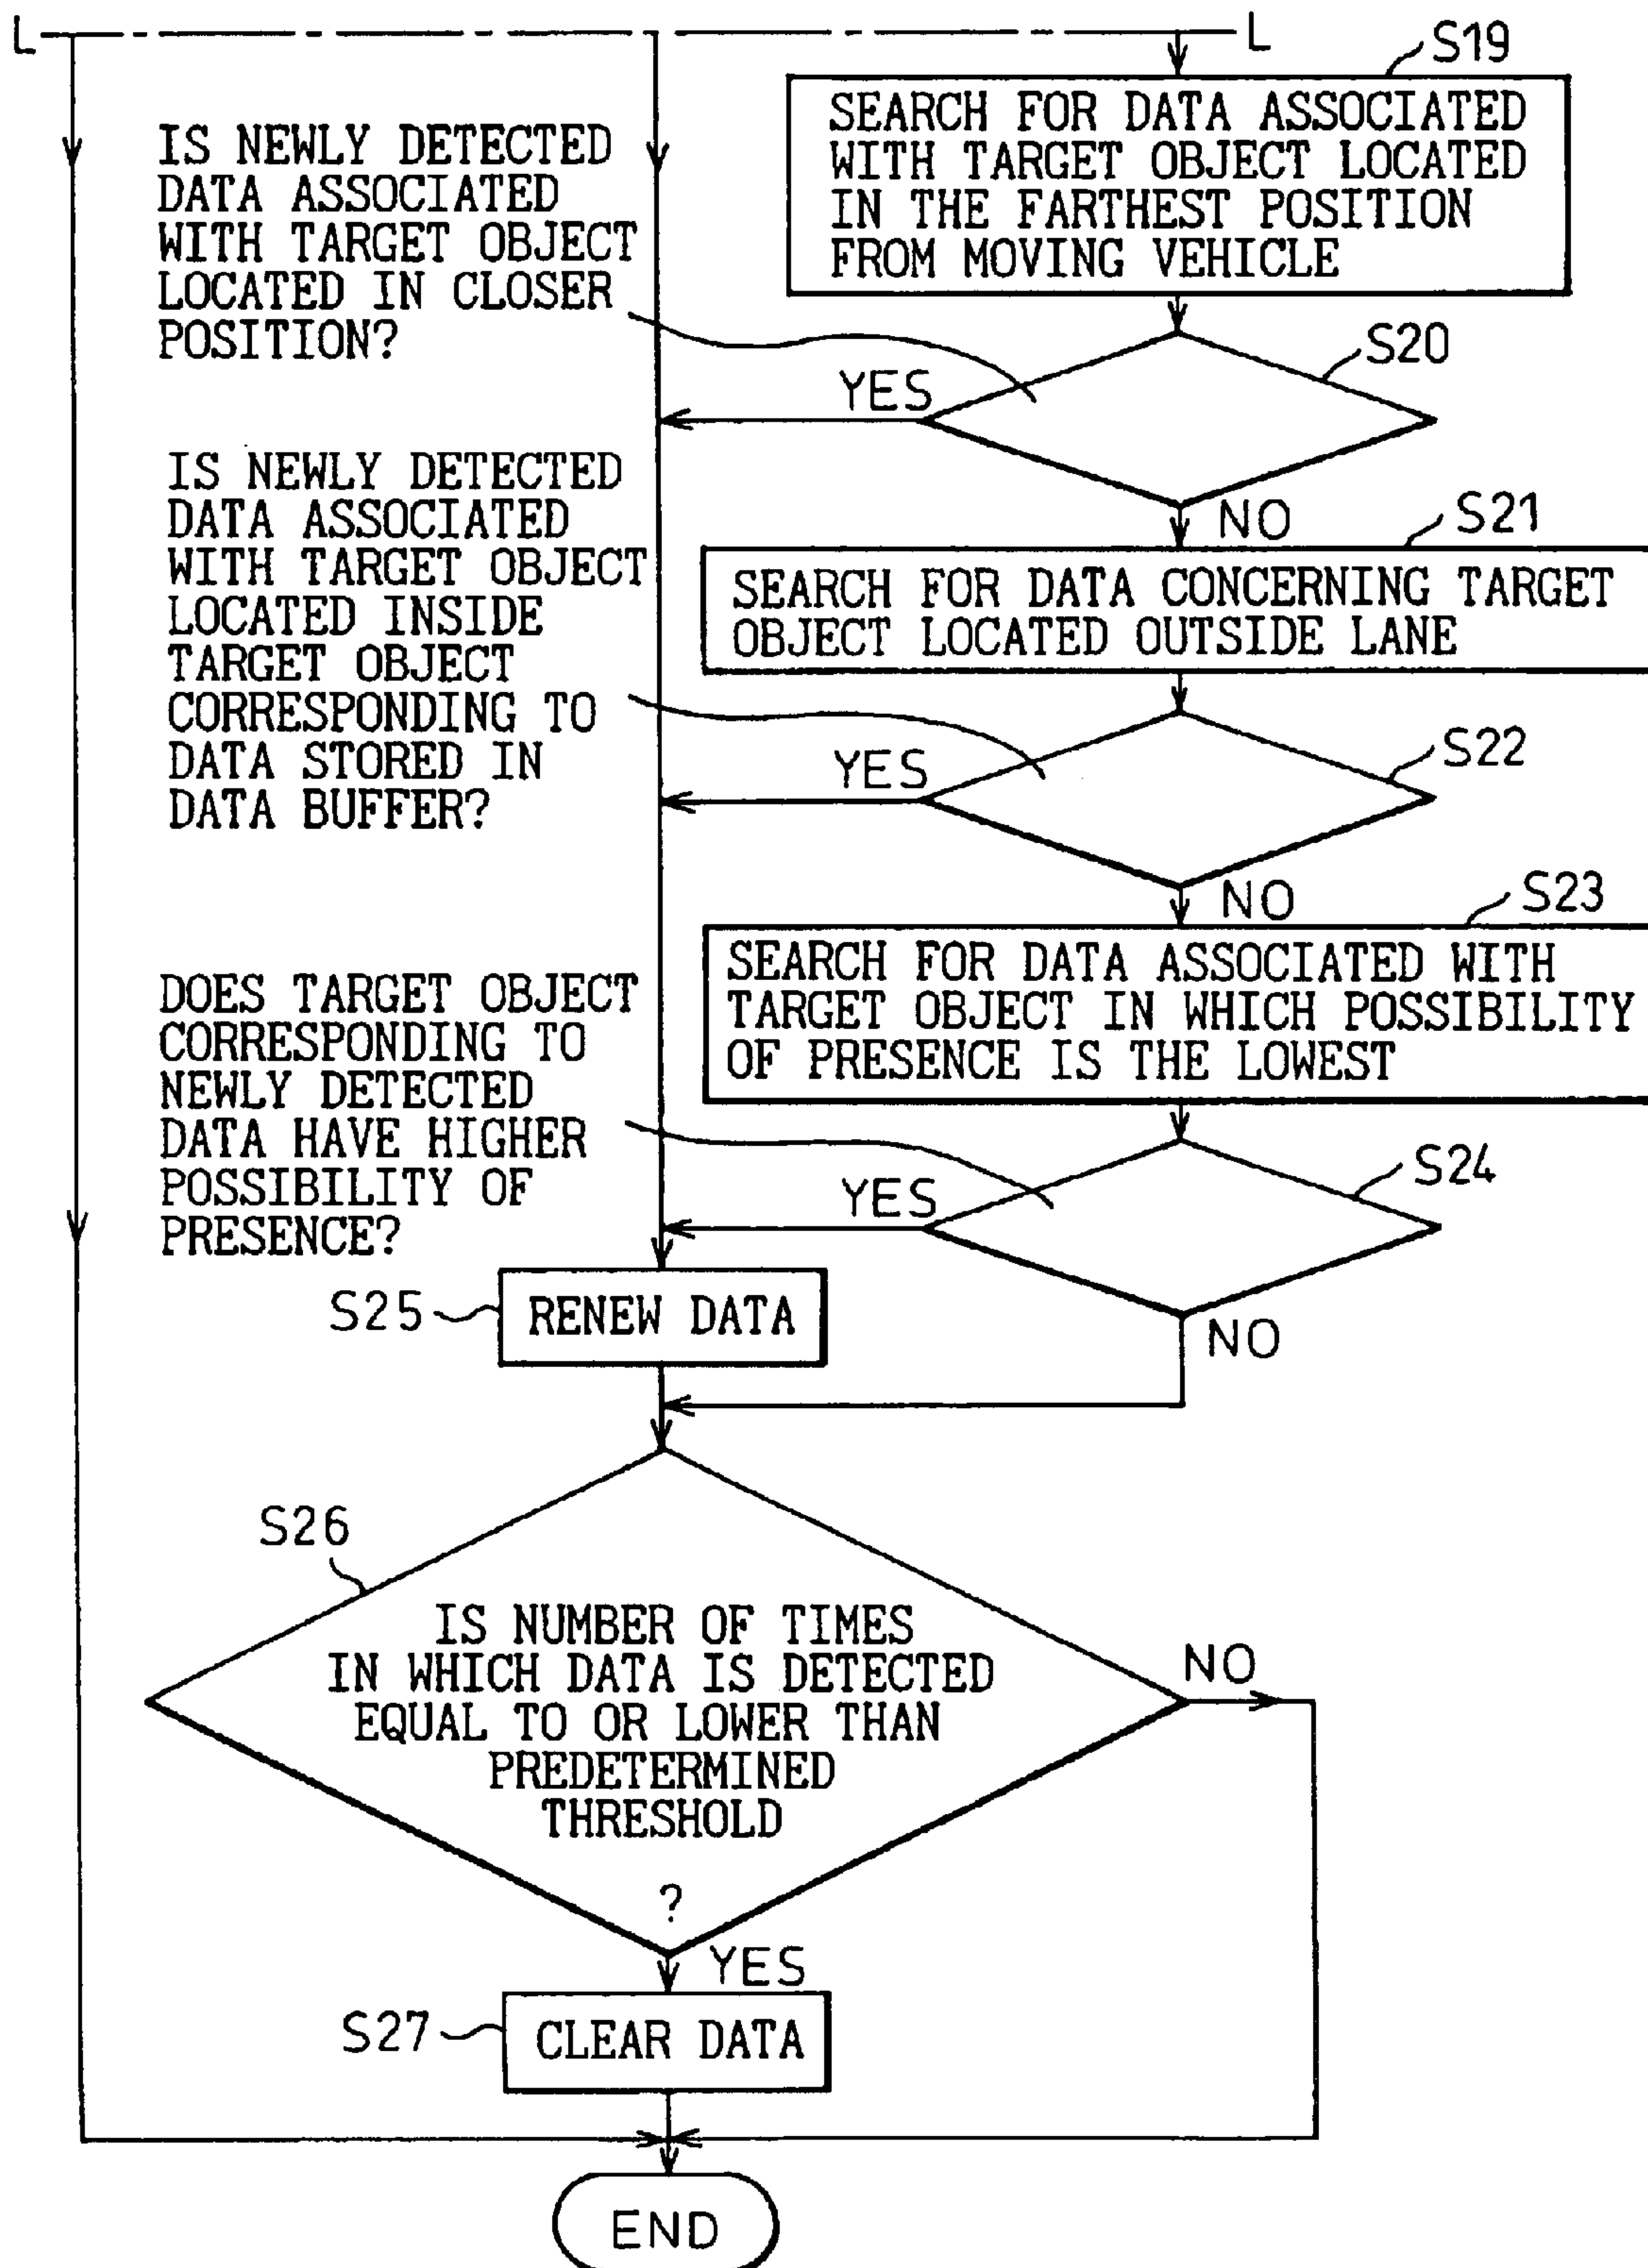 L
L
S19
SEARCH FOR DATA ASSOCIATED
WITH TARGET OBJECT LOCATED
IN THE FARTHEST POSITION
FROM MOVING VEHICLE
IS NEWLY DETECTED
DATA ASSOCIATED
WITH TARGET OBJECT
LOCATED IN CLOSER
POSITION?
S20
YES
NO
S21
SEARCH FOR DATA CONCERNING TARGET
OBJECT LOCATED OUTSIDE LANE
IS NEWLY DETECTED
DATA ASSOCIATED
WITH TARGET OBJECT
LOCATED INSIDE
TARGET OBJECT
CORRESPONDING TO
DATA STORED IN
DATA BUFFER?
S22
YES
NO
S23
SEARCH FOR DATA ASSOCIATED WITH
TARGET OBJECT IN WHICH POSSIBILITY
OF PRESENCE IS THE LOWEST
DOES TARGET OBJECT
CORRESPONDING TO
NEWLY DETECTED
DATA HAVE HIGHER
POSSIBILITY OF
PRESENCE?
S24
YES
NO
S25
RENEW DATA
S26
IS NUMBER OF TIMES
IN WHICH DATA IS DETECTED
EQUAL TO OR LOWER THAN
PREDETERMINED
THRESHOLD
?
NO
YES
S27
CLEAR DATA
END